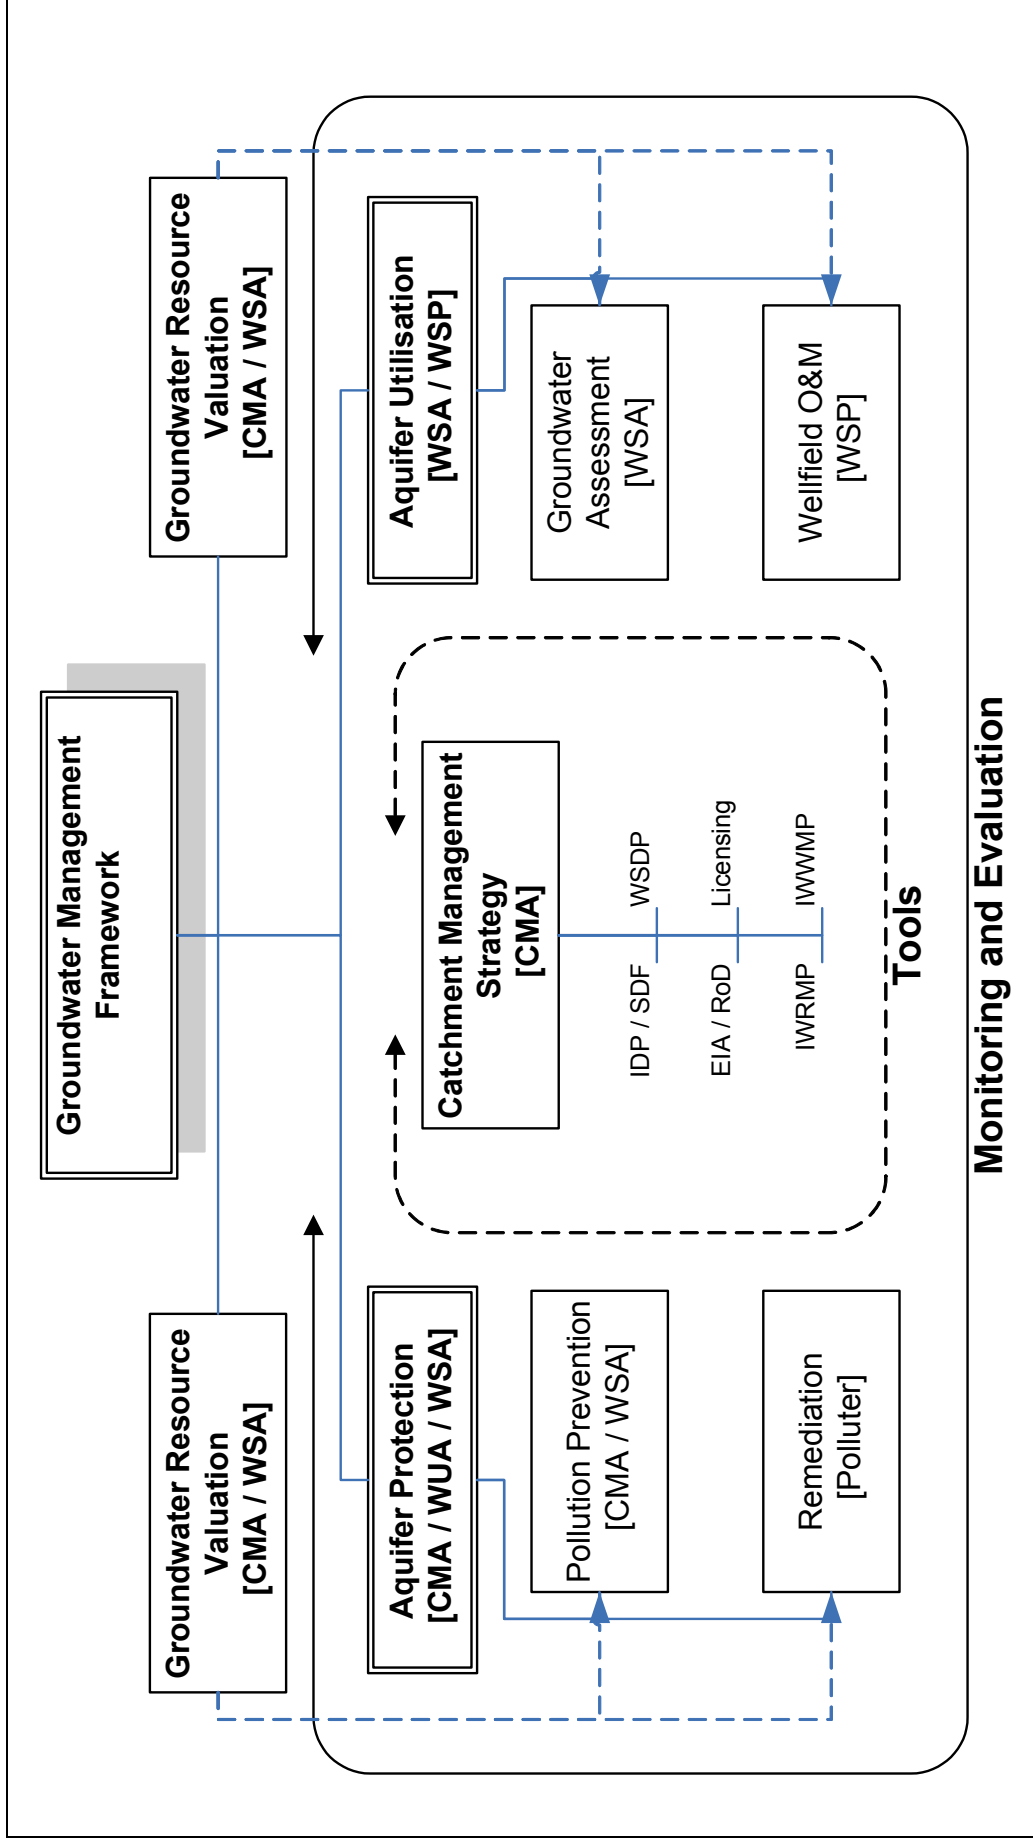 Groundwater Management
Framework
Groundwater Resource
Valuation
[CMA / WSA]
Groundwater Resource
Valuation
[CMA / WSA]
Aquifer Protection
[CMA / WUA / WSA]
Aquifer Utilisation
[WSA / WSP]
Pollution Prevention
[CMA / WSA]
Remediation
[Polluter]
Catchment Management
Strategy
[CMA]
IDP / SDF
WSDP
EIA / RoD
Licensing
IWRMP
IWWMP
Tools
Groundwater
Assessment
[WSA]
Wellfield O&M
[WSP]
Monitoring and Evaluation